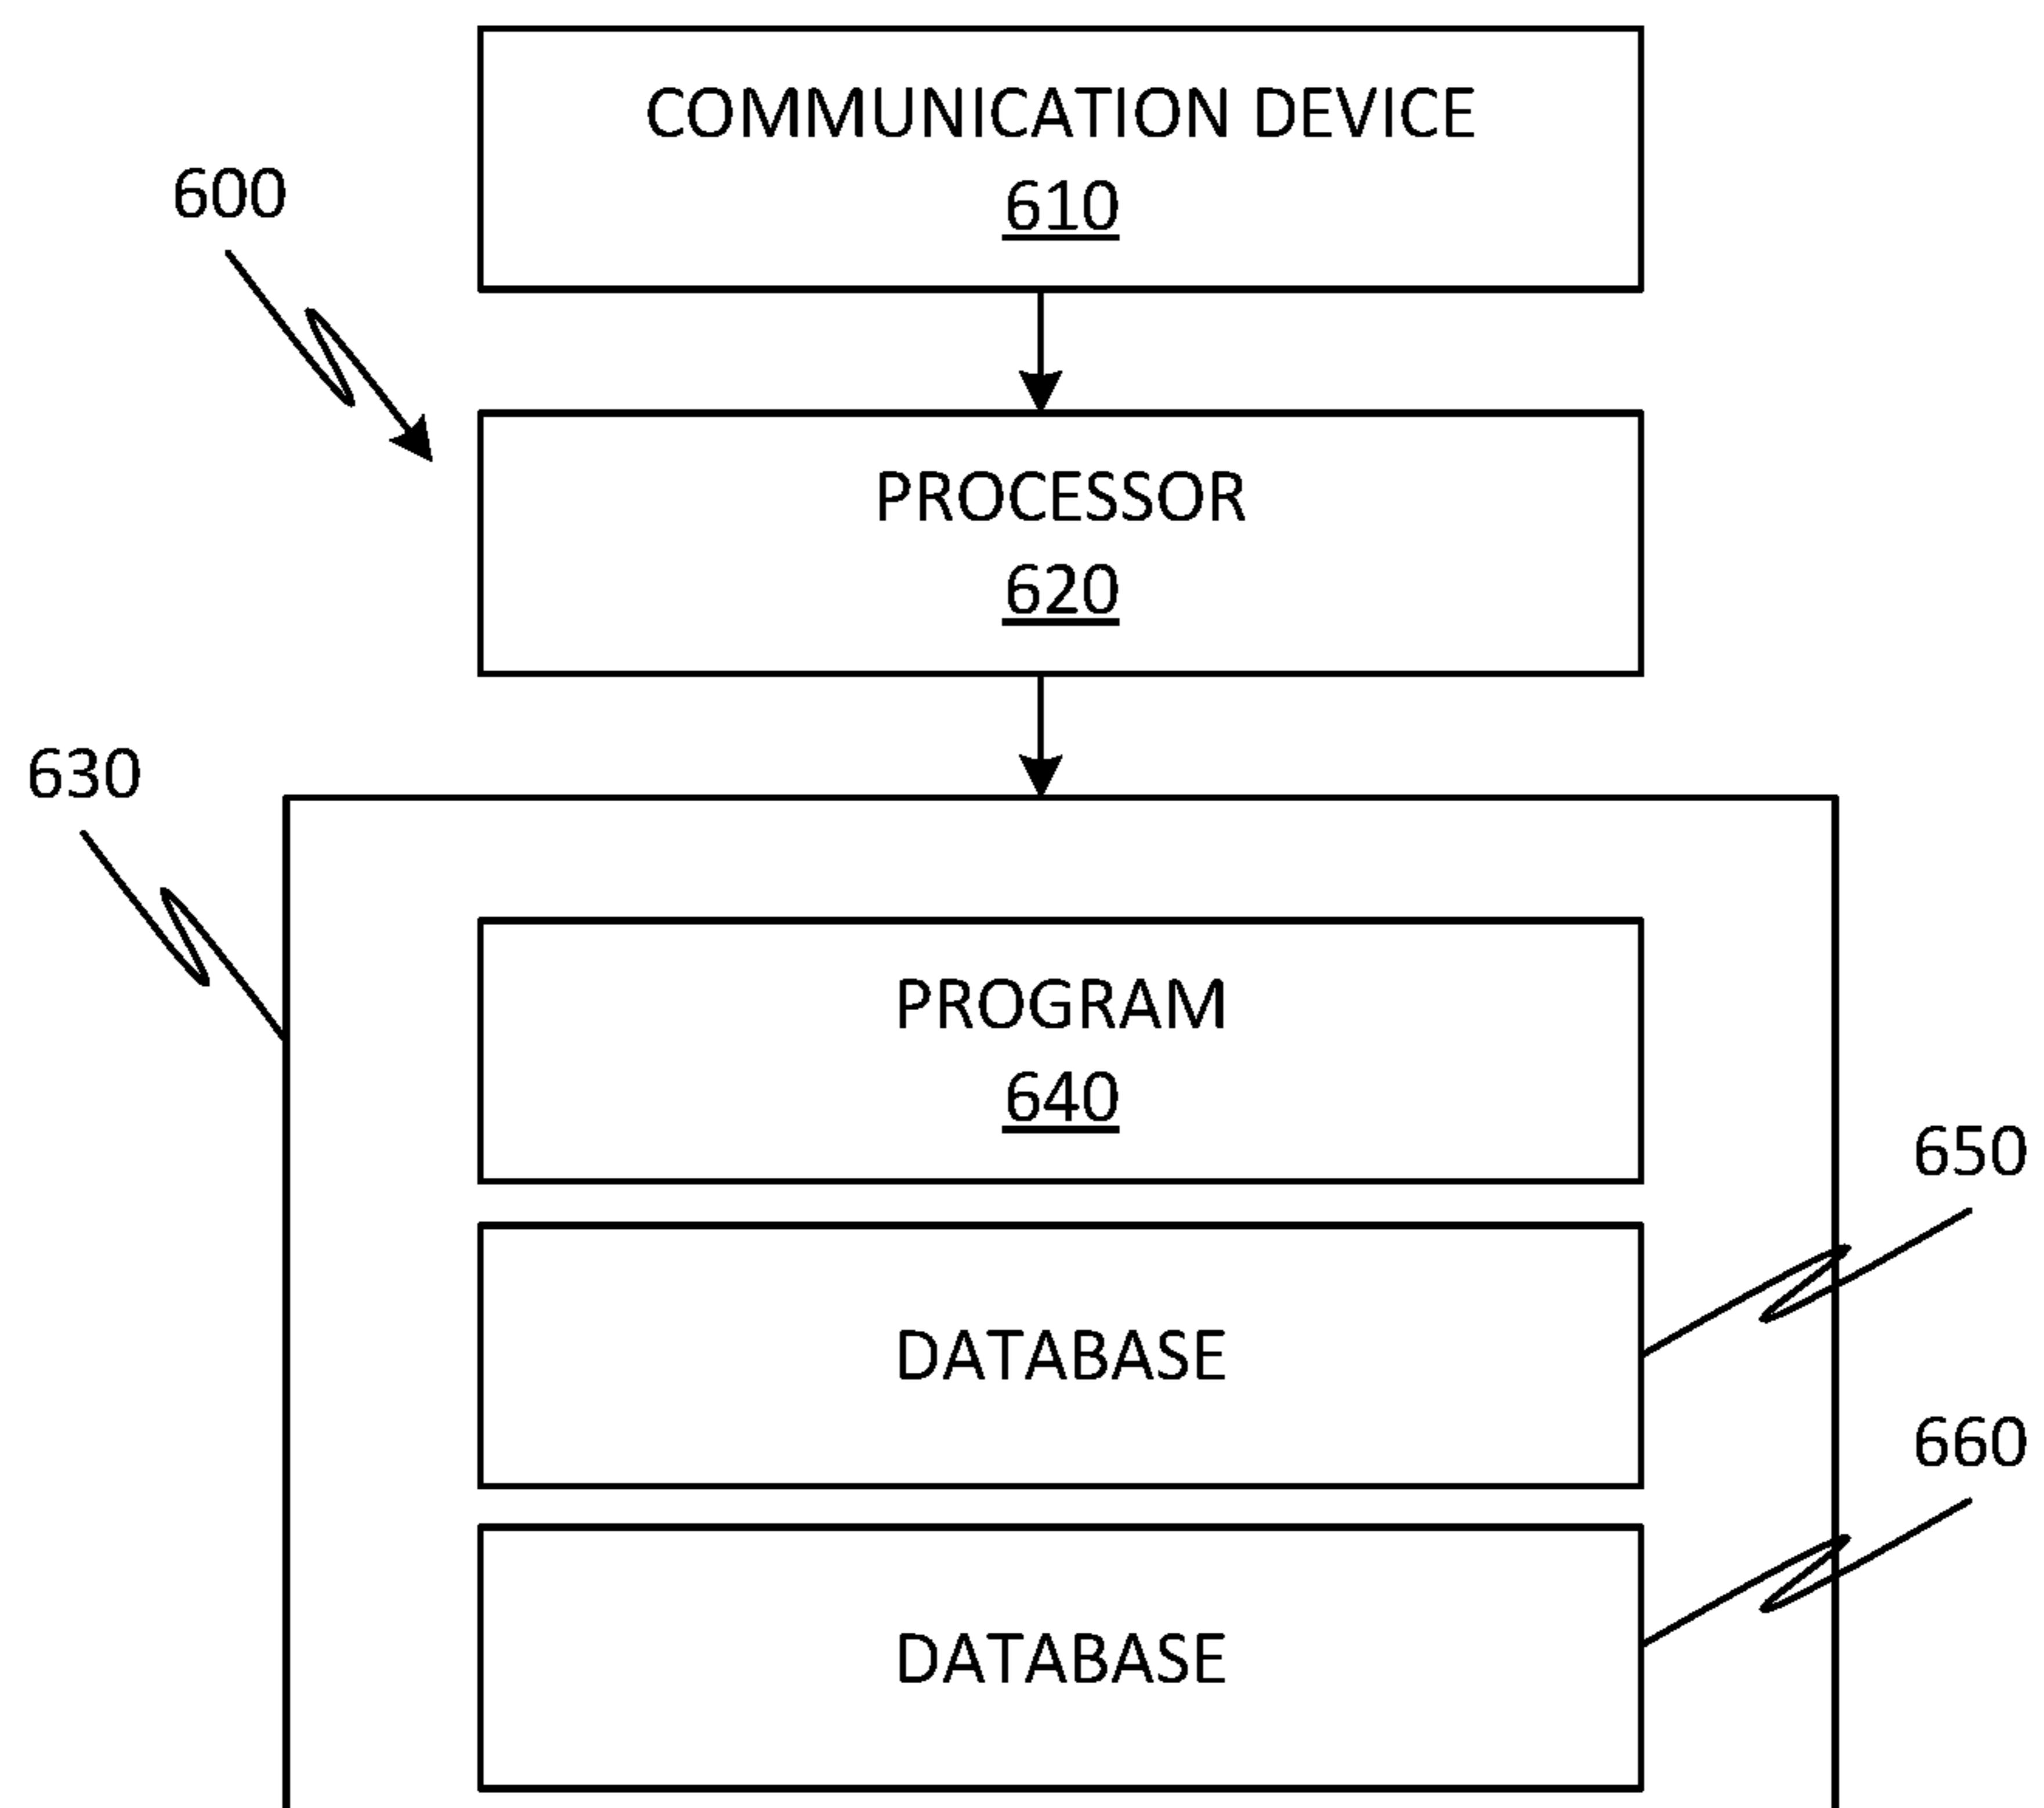 COMMUNICATION DEVICE
610
600
PROCESSOR
620
630
PROGRAM
640
650
DATABASE
660
DATABASE